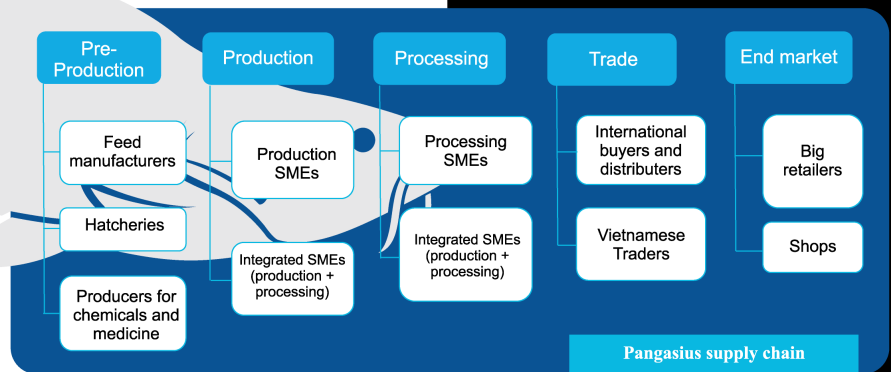 Pre-
Production
Feed
manufacturers
Hatcheries
Producers for
chemicals and
medicine
Production
Production
SMEs
Integrated SMEs
(production +
processing)
Processing
Processing
SMEs
Integrated SMEs
(production +
processing)
Trade
International
buyers and
distributers
Vietnamese
Traders
End market
Big
retailers
Shops
Pangasius supply chain